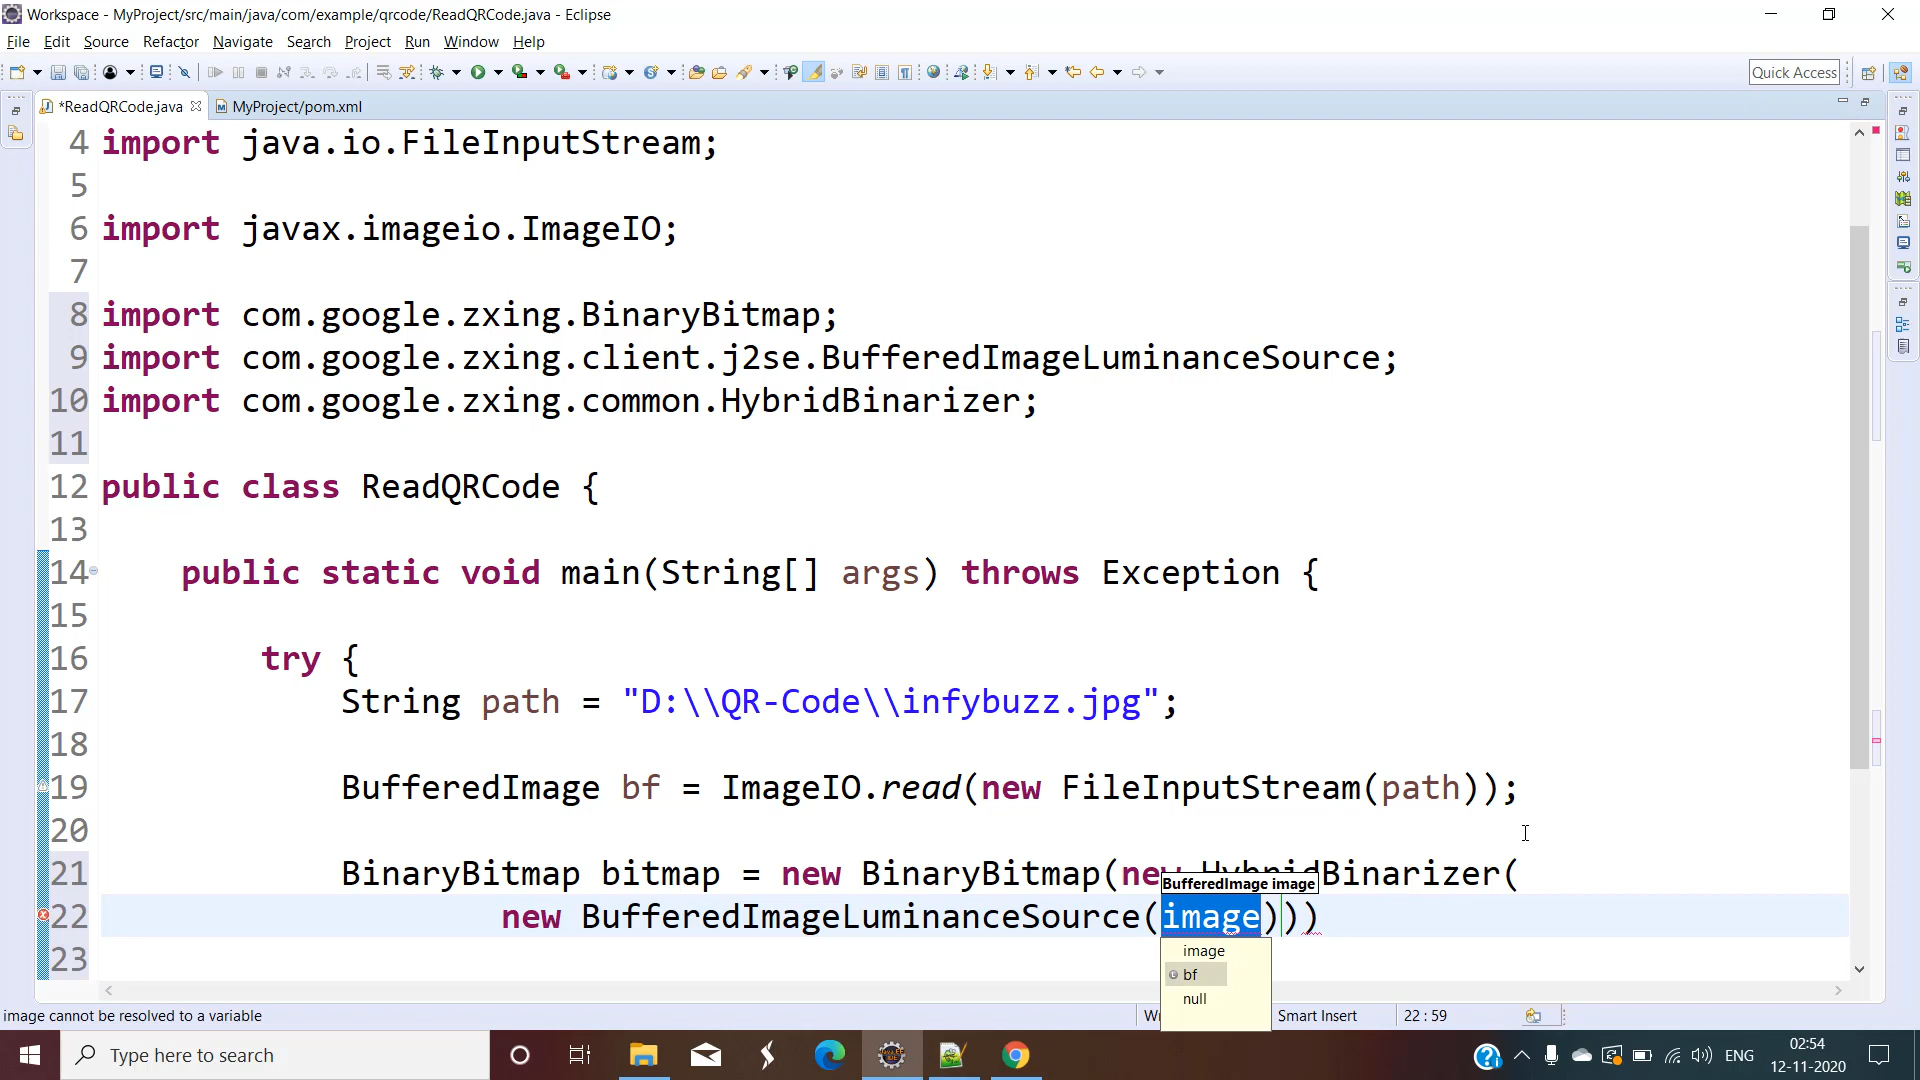 Workspace - MyProject/src/main/java/com/example/qrcode/ReadQRCode.java - Eclipse
File Edit Source Refactor Navigate Search Project Run Window Help
Quick Access
*ReadQRCode.java MyProject/pom.xml
4 import java.io.FileInputStream;
5
6 import javax.imageio.ImageIO;
7
8 import com.google.zxing.BinaryBitmap;
9 import com.google.zxing.client.j2se.BufferedImageLuminanceSource;
10 import com.google.zxing.common.HybridBinarizer;
11
12 public class ReadQRCode {
13
14 public static void main(String[] args) throws Exception {
15
16 try {
17 String path = "D:\\QR-Code\\infybuzz.jpg";
18
19 BufferedImage bf = ImageIO.read(new FileInputStream(path));
20
21 BinaryBitmap bitmap = new BinaryBitmap(new HybridBinarizer(
BufferedImage image
22 new BufferedImageLuminanceSource(image)))
23
image
bf
null
image cannot be resolved to a variable Smart Insert 22 : 59
Type here to search
ENG
02:54
12-11-2020